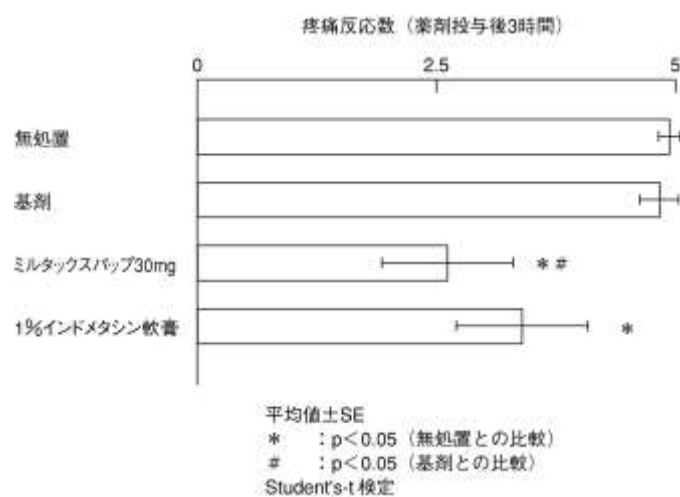 疼痛反応数（薬剤投与後3時間）
0 2.5 5
無処置
基剤
ミルタックスパップ30mg
＊ #
1%インドメタシン軟膏
＊
平均値±SE
＊ ：p＜0.05（無処置との比較）
# ：p＜0.05（基剤との比較）
Student's-t 検定